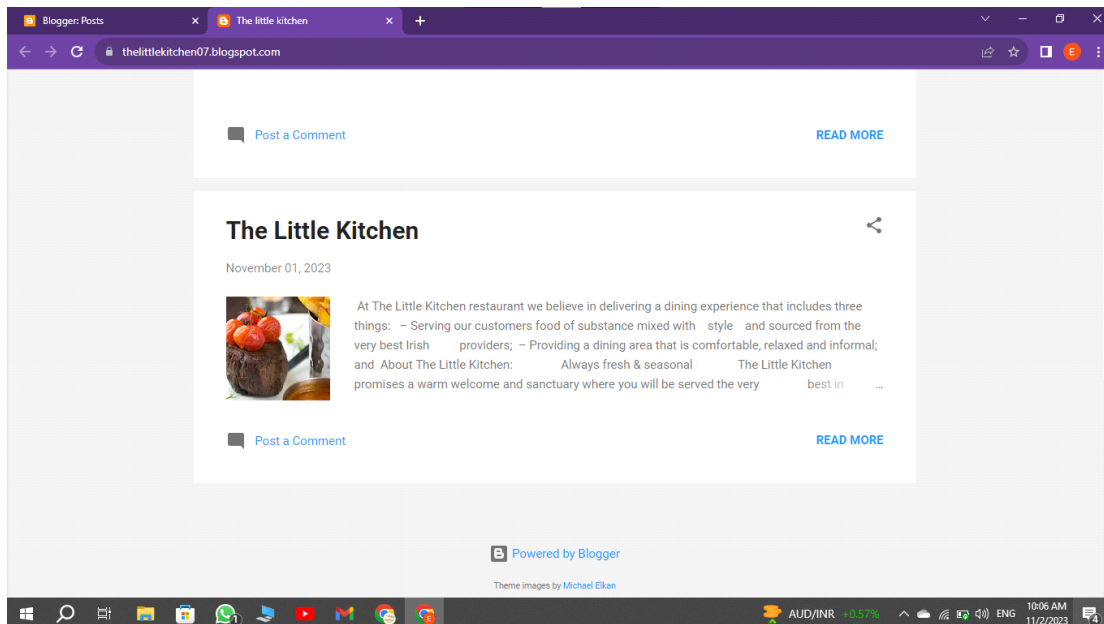 Blogger: Posts
The little kitchen
thelittlekitchen07.blogspot.com
E
Post a Comment
READ MORE
The Little Kitchen
November 01, 2023
At The Little Kitchen restaurant we believe in delivering a dining experience that includes three
things: – Serving our customers food of substance mixed with style and sourced from the
very best Irish providers; – Providing a dining area that is comfortable, relaxed and informal;
and About The Little Kitchen: Always fresh & seasonal The Little Kitchen
promises a warm welcome and sanctuary where you will be served the very best in ...
Post a Comment
READ MORE
Powered by Blogger
Theme images by Michael Elkan
AUD/INR +0.57%
ENG
10:06 AM
11/2/2023
4